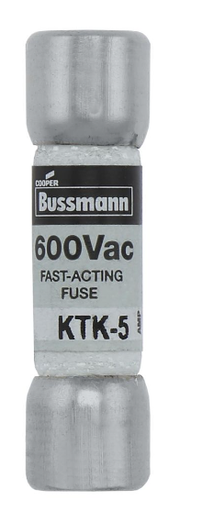 COOPER
Bussmann
600Vac
FAST-ACTING
FUSE
KTK-5
AMP